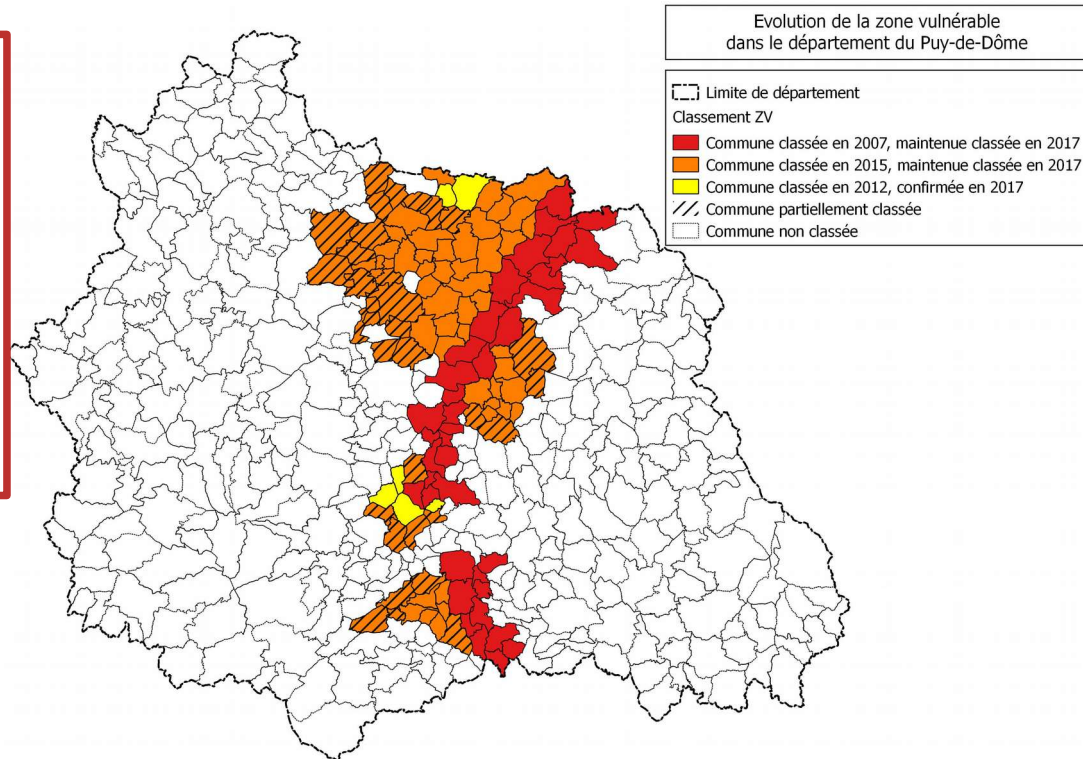 Evolution de la zone vulnérable
dans le département du Puy-de-Dôme
Limite de département
Classement ZV
Commune classée en 2007, maintenue classée en 2017
Commune classée en 2015, maintenue classée en 2017
Commune classée en 2012, confirmée en 2017
Commune partiellement classée
Commune non classée